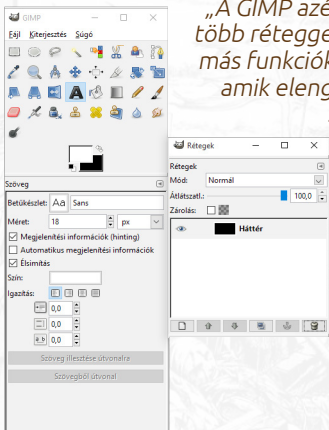 GIMP
Fájl Kiterjesztés Súgó
Szöveg
Betűkészlet: Aa Sans
Méret: 18 px
Megjelenítési információk (hinting)
Automatikus megjelenítési információk
Élsimítás
Szín:
Igazítás:
0,0
0,0
0,0
Szöveg illesztése útvonalra
Szövegből útvonal
„A GIMP azé
több rétegge
más funkciók
amik eleng
Rétegek
Rétegek
Mód: Normál
Átlátszatl.: 100,0
Zárolás:
Háttér